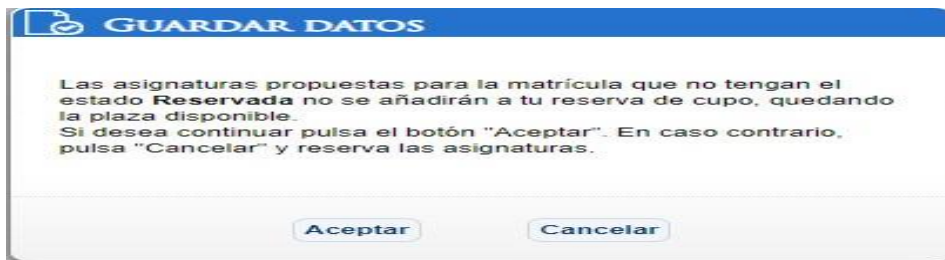 GUARDAR DATOS
Las asignaturas propuestas para la matrícula que no tengan el
estado Reservada no se añadirán a tu reserva de cupo, quedando
la plaza disponible.
Si desea continuar pulsa el botón "Aceptar". En caso contrario,
pulsa "Cancelar" y reserva las asignaturas.
Aceptar Cancelar